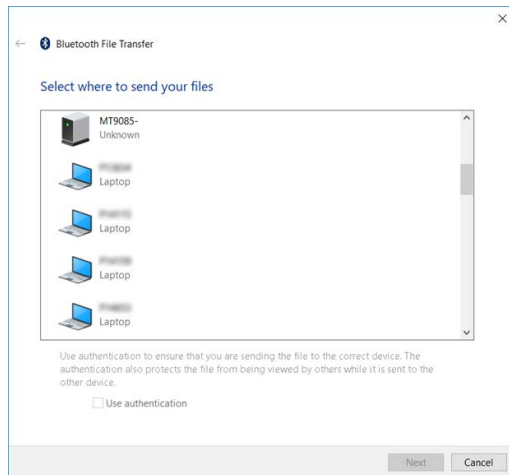 Bluetooth File Transfer
Select where to send your files
MT9085-
Unknown
Laptop
Laptop
Laptop
Laptop
Use authentication to ensure that you are sending the file to the correct device. The
authentication also protects the file from being viewed by others while it is sent to the
other device.
Use authentication
Next
Cancel